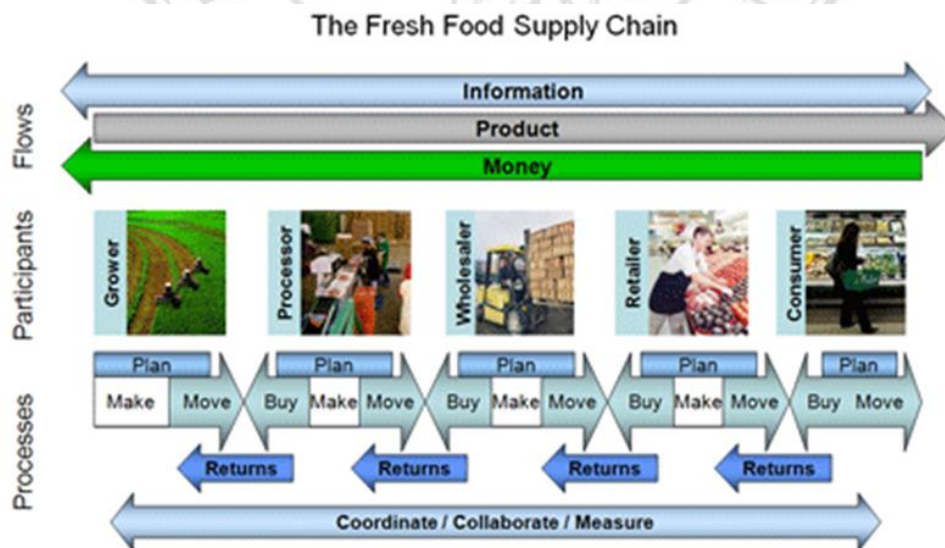 The Fresh Food Supply Chain
Flows
Information
Product
Money
Participants
Grower
Processor
Wholesaler
Retailer
Consumer
Processes
Plan Plan Plan Plan Plan
Make Move Buy Make Move Buy Make Move Buy Make Move Buy Move
Returns Returns Returns Returns
Coordinate / Collaborate / Measure